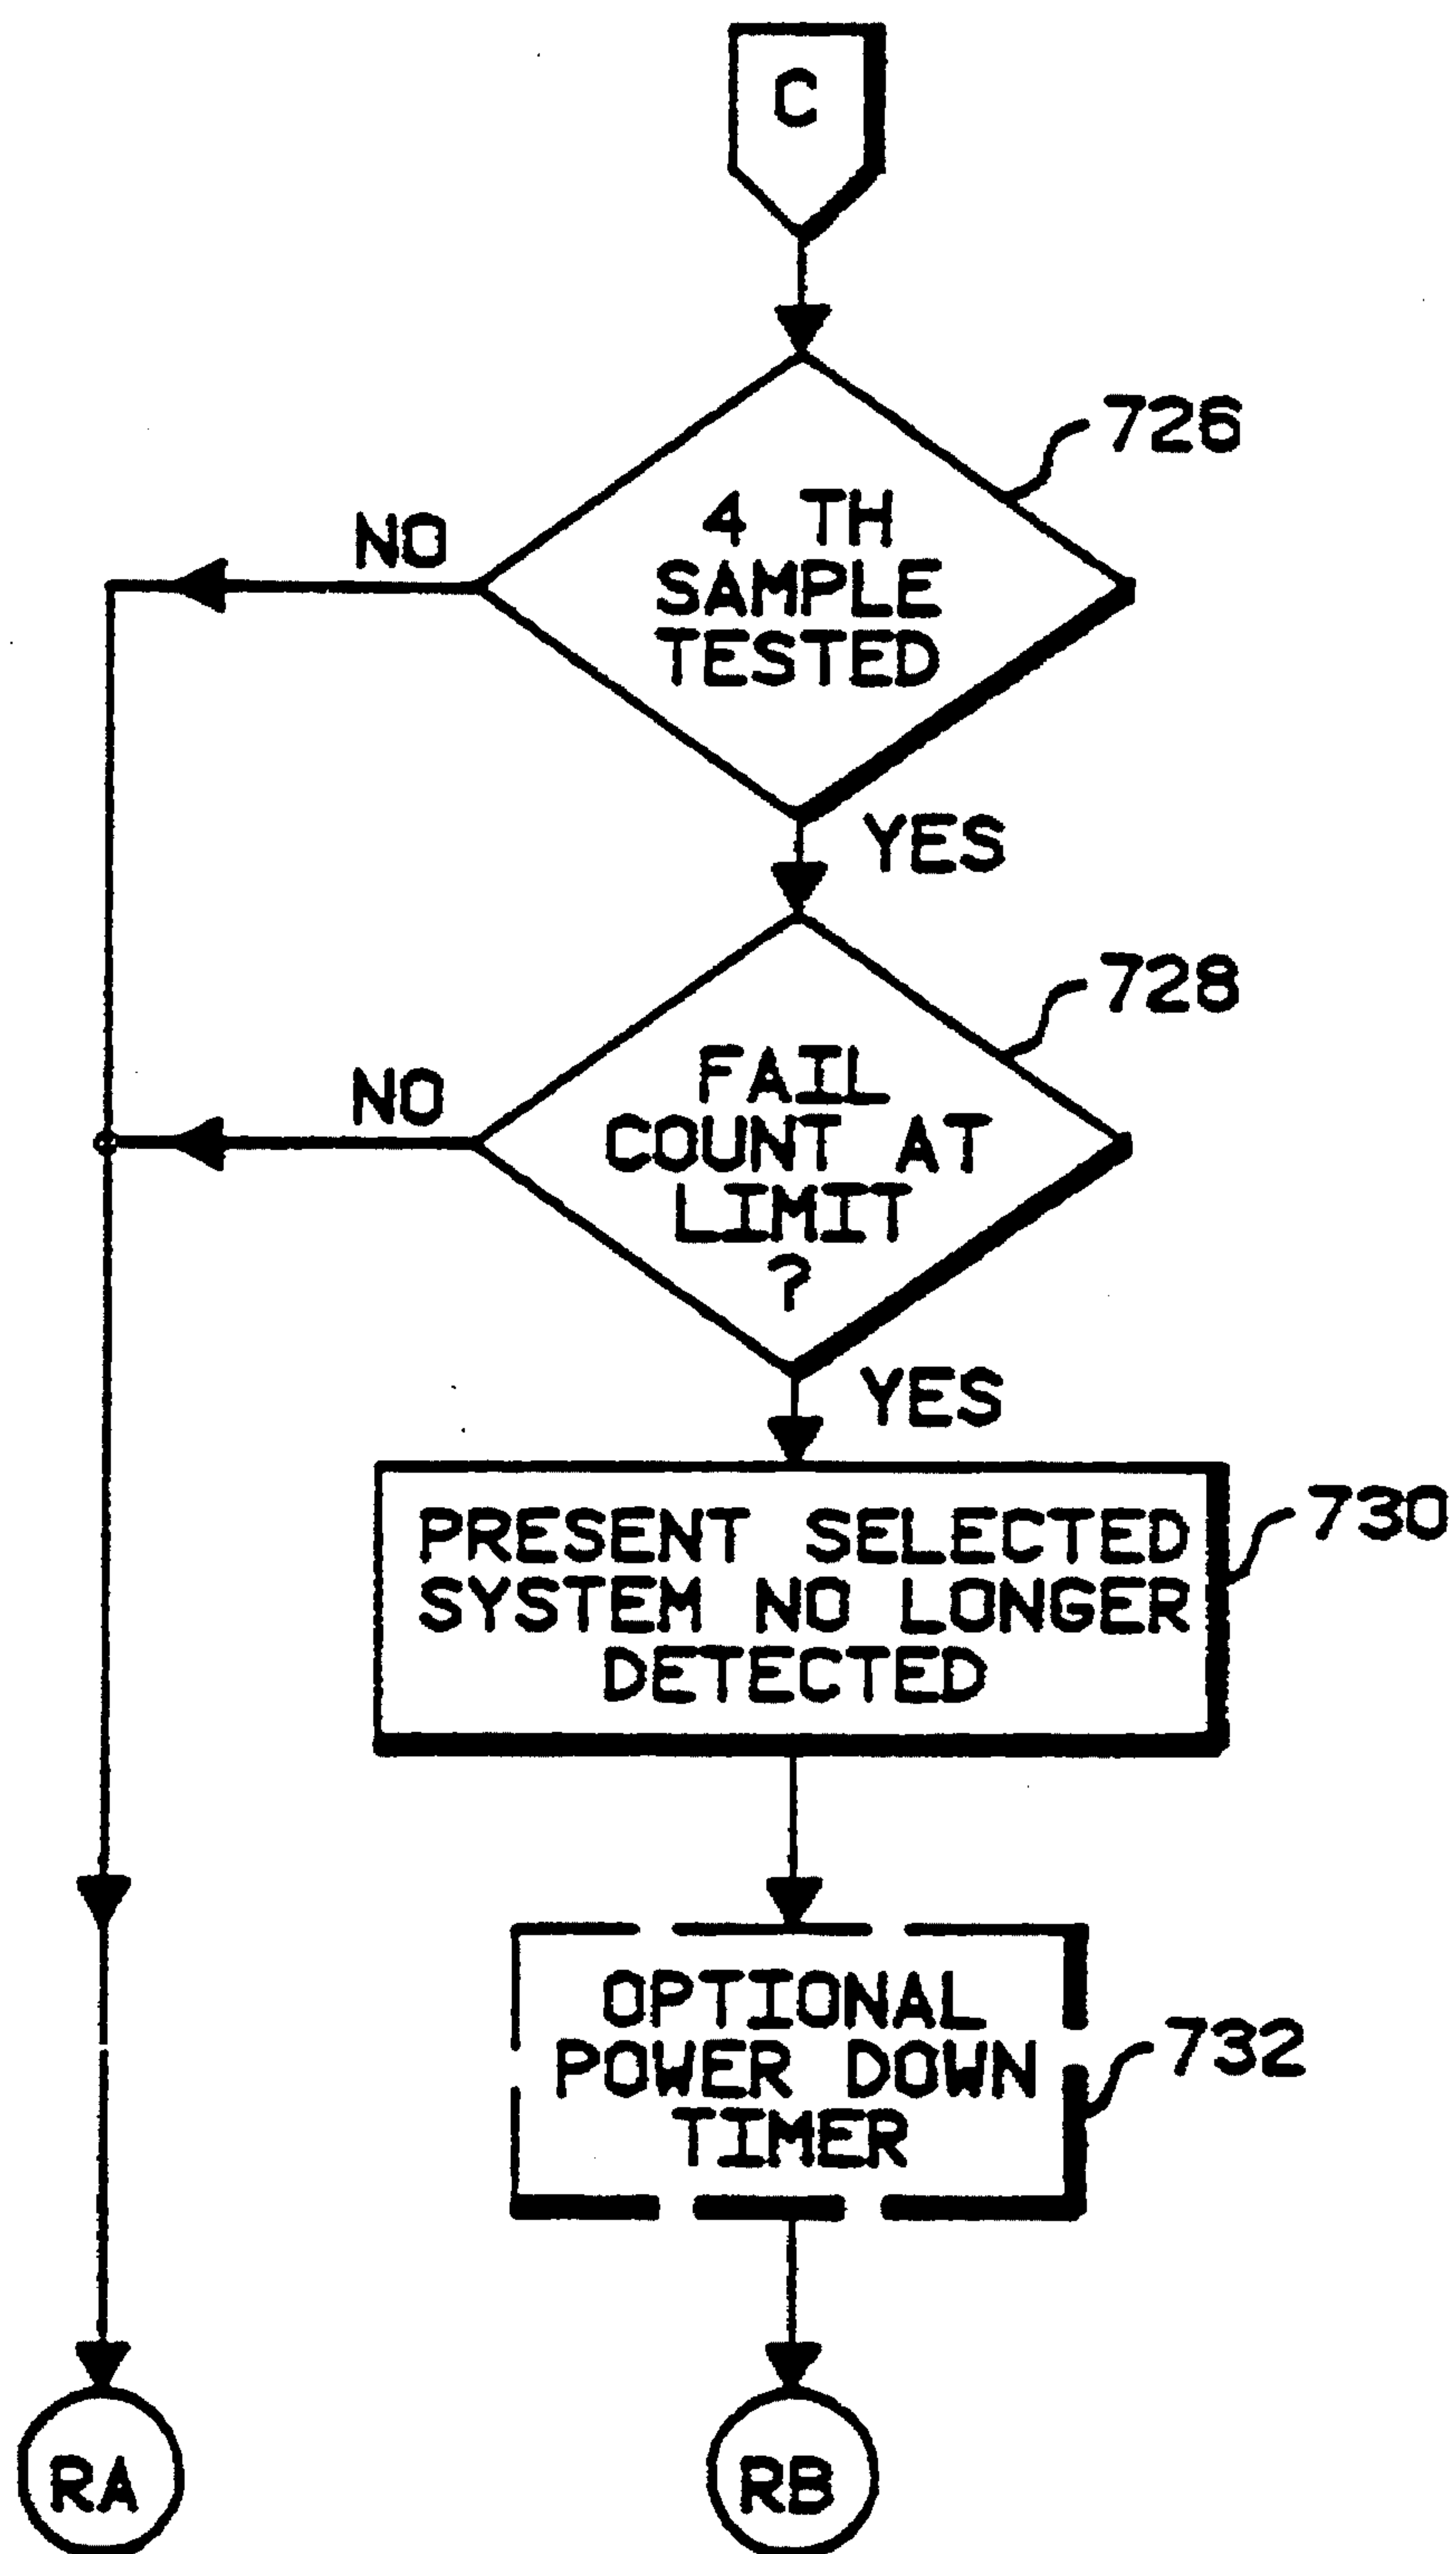 C
726
4 TH
SAMPLE
TESTED
NO
YES
728
FAIL
COUNT AT
LIMIT
?
NO
YES
730
PRESENT SELECTED
SYSTEM NO LONGER
DETECTED
OPTIONAL
POWER DOWN
TIMER
732
RA
RB